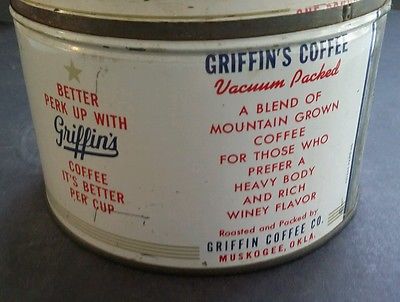 BETTER
PERK UP WITH
Griffin's
COFFEE
IT'S BETTER
PER CUP
GRIFFIN'S COFFEE
Vacuum Packed
A BLEND OF
MOUNTAIN GROWN
COFFEE
FOR THOSE WHO
PREFER A
HEAVY BODY
AND RICH
WINEY FLAVOR
Roasted and Packed by
GRIFFIN COFFEE CO.
MUSKOGEE, OKLA.